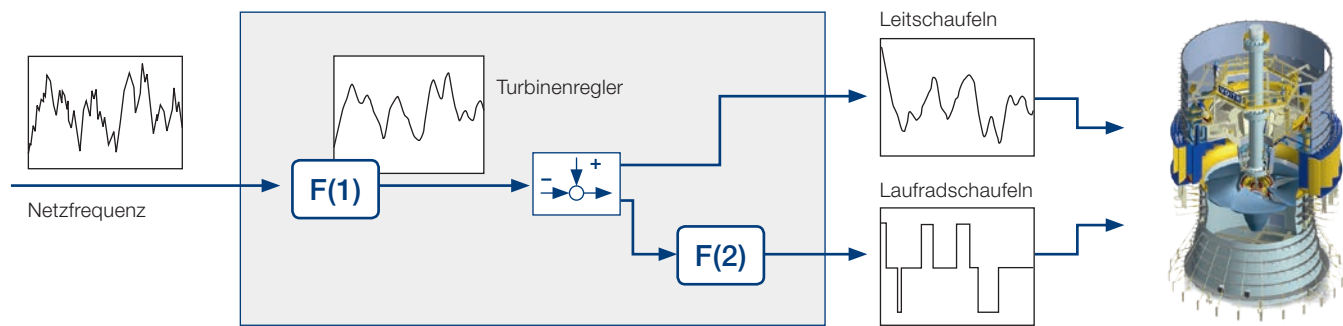 Netzfrequenz
F(1)
Turbinenregler
+
−
F(2)
Leitschaufeln
Laufradschaufeln